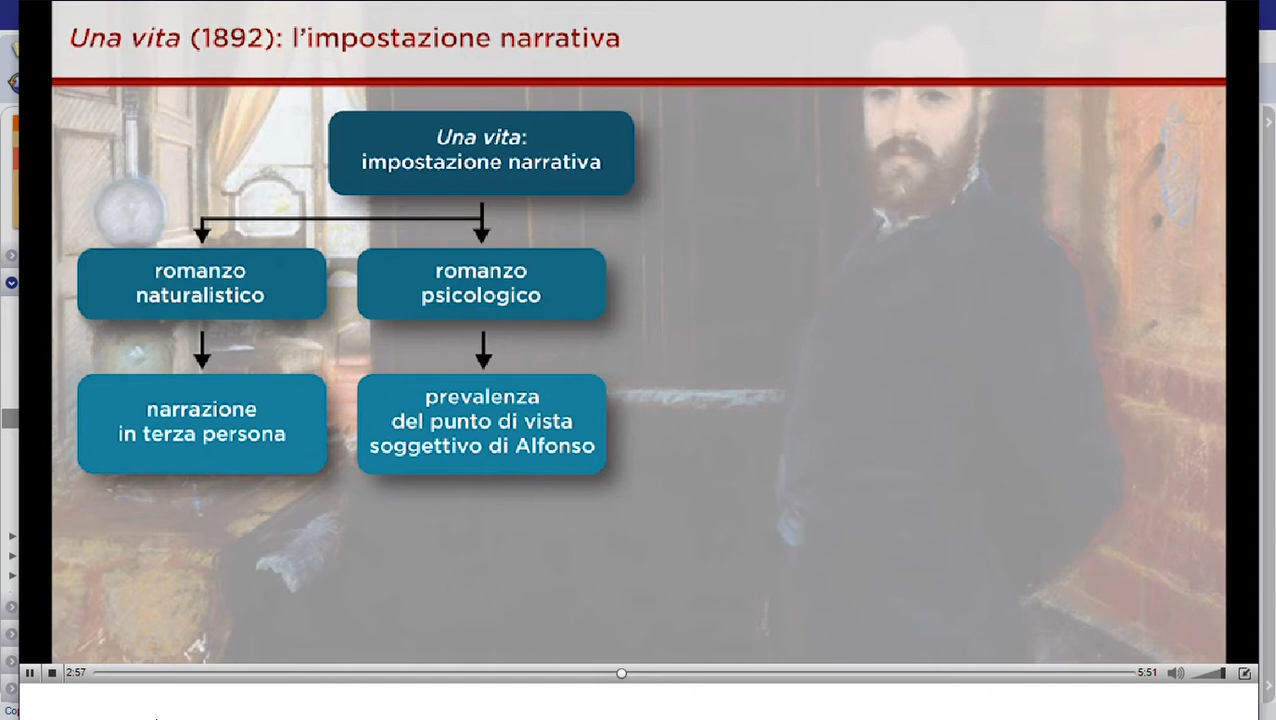 Una vita (1892): l'impostazione narrativa
Una vita:
impostazione narrativa
romanzo
naturalistico
romanzo
psicologico
narrazione
in terza persona
prevalenza
del punto di vista
soggettivo di Alfonso
2:57
5:51
Cop